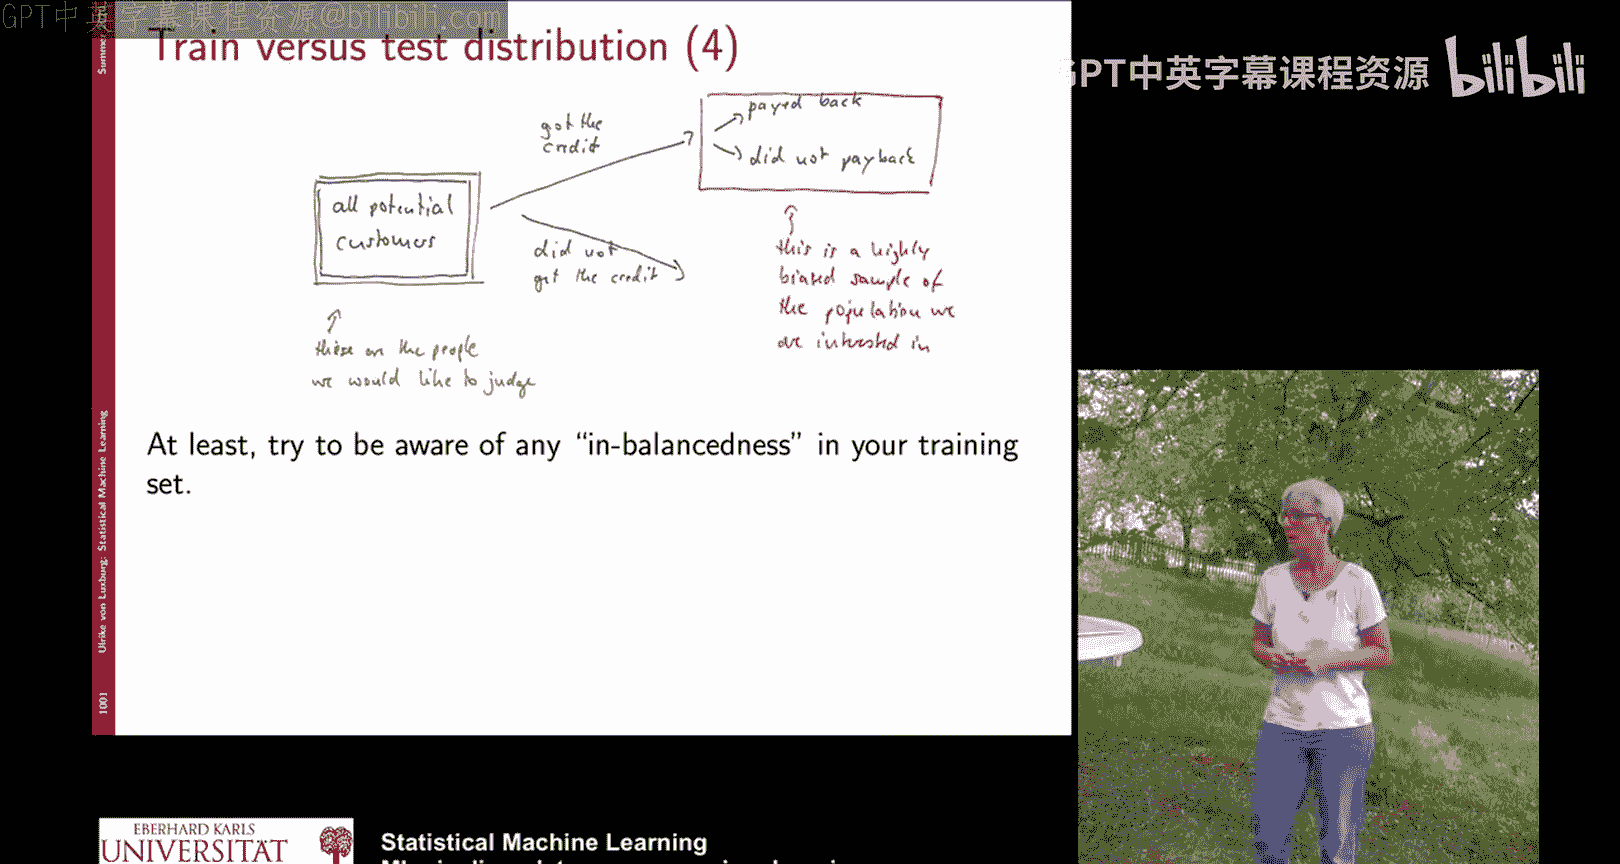 GPT中英字幕课程资源@bilibili.com
Train versus test distribution (4)
GPT中英字幕课程资源 bilibili
got the
credit
payed back
did not payback
all potential
customers
did not
get the credit
this is a highly
biased sample of
the population we
are interested in
these are the people
we would like to judge
At least, try to be aware of any “in-balancedness” in your training
set.
Ulrike von Luxburg: Statistical Machine Learning
1001
Summer
EBERHARD KARLS
UNIVERSITÄT
Statistical Machine Learning